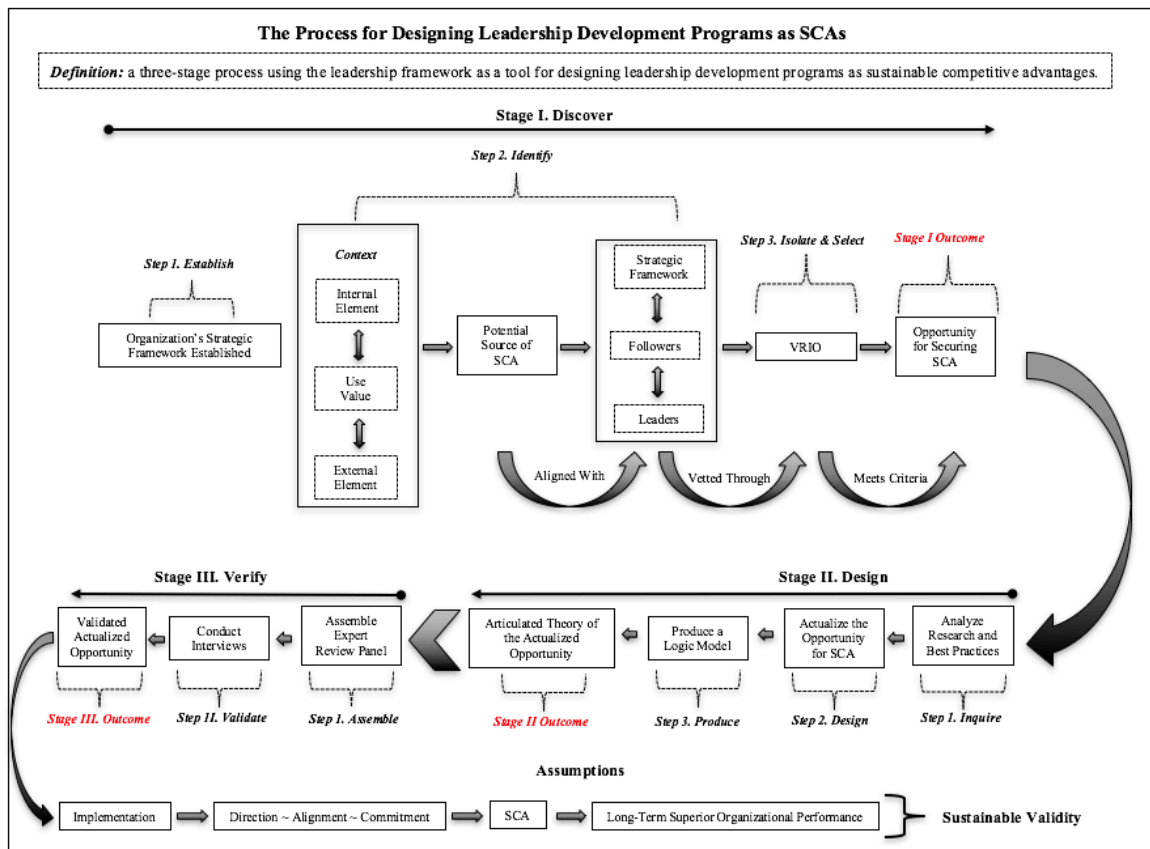 The Process for Designing Leadership Development Programs as SCAs
Definition: a three-stage process using the leadership framework as a tool for designing leadership development programs as sustainable competitive advantages.
Stage I. Discover
Step 2. Identify
Step 1. Establish
Organization's Strategic
Framework Established
Context
Internal
Element
Use
Value
External
Element
Potential
Source of
SCA
Strategic
Framework
Followers
Leaders
Step 3. Isolate & Select
VRIO
Stage I Outcome
Opportunity
for Securing
SCA
Aligned With
Vetted Through
Meets Criteria
Stage III. Verify
Stage II. Design
Validated
Actualized
Opportunity
Conduct
Interviews
Assemble
Expert
Review Panel
Articulated Theory of
the Actualized
Opportunity
Produce a
Logic Model
Actualize the
Opportunity
for SCA
Analyze
Research and
Best Practices
Stage III. Outcome
Step 1I. Validate
Step 1. Assemble
Stage II Outcome
Step 3. Produce
Step 2. Design
Step 1. Inquire
Assumptions
Implementation
Direction ~ Alignment ~ Commitment
SCA
Long-Term Superior Organizational Performance
Sustainable Validity